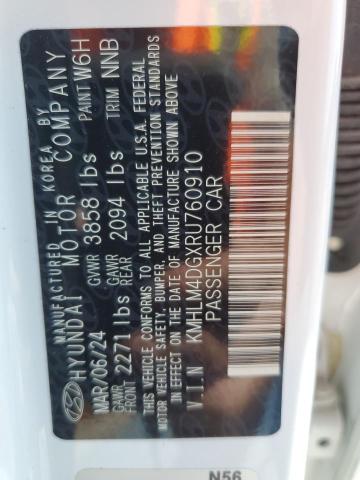 MANUFACTURED IN KOREA BY
HYUNDAI MOTOR COMPANY
MAR/06/24 GVWR 3858 lbs PAINT W6H
GAWR FRONT 2271 lbs GAWR REAR 2094 lbs TRIM NNB
THIS VEHICLE CONFORMS TO ALL APPLICABLE U.S.A. FEDERAL
MOTOR VEHICLE SAFETY, BUMPER, AND THEFT PREVENTION STANDARDS
IN EFFECT ON THE DATE OF MANUFACTURE SHOWN ABOVE
V.I.N KMHLM4DGXRU760910
PASSENGER CAR
N56